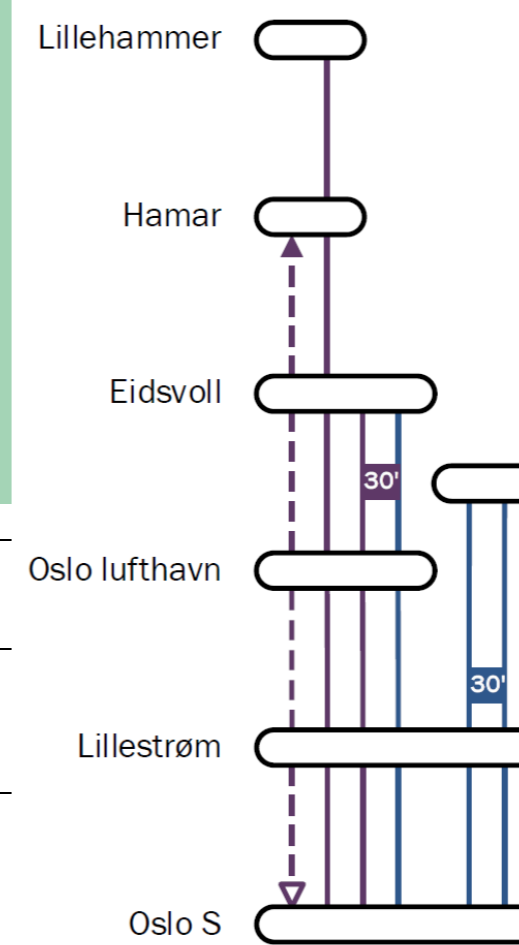 Lillehammer
Hamar
Eidsvoll
30'
Oslo lufthavn
30'
Lillestrøm
Oslo S